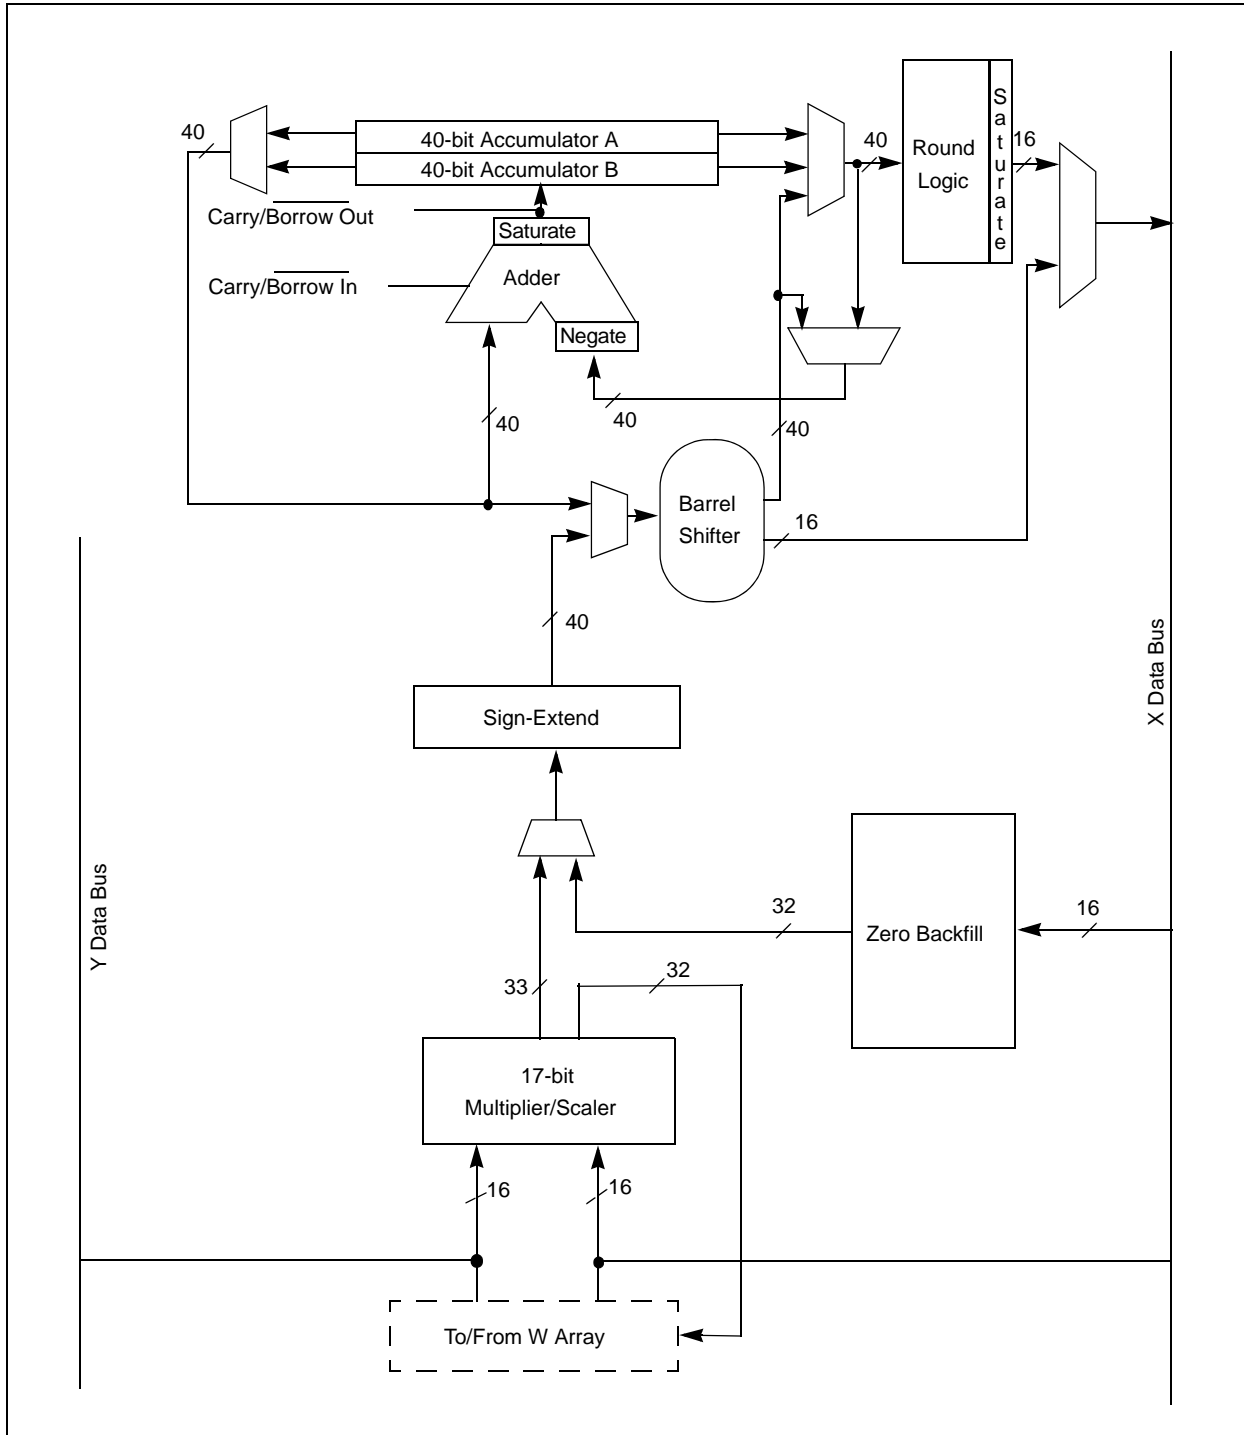 40
40-bit Accumulator A
40-bit Accumulator B
40
Round
Logic
Saturate
16
Carry/Borrow Out
Saturate
Carry/Borrow In
Adder
Negate
40
40
40
Barrel
Shifter
16
40
X Data Bus
Sign-Extend
Y Data Bus
32
Zero Backfill
16
33
32
17-bit
Multiplier/Scaler
16
16
To/From W Array